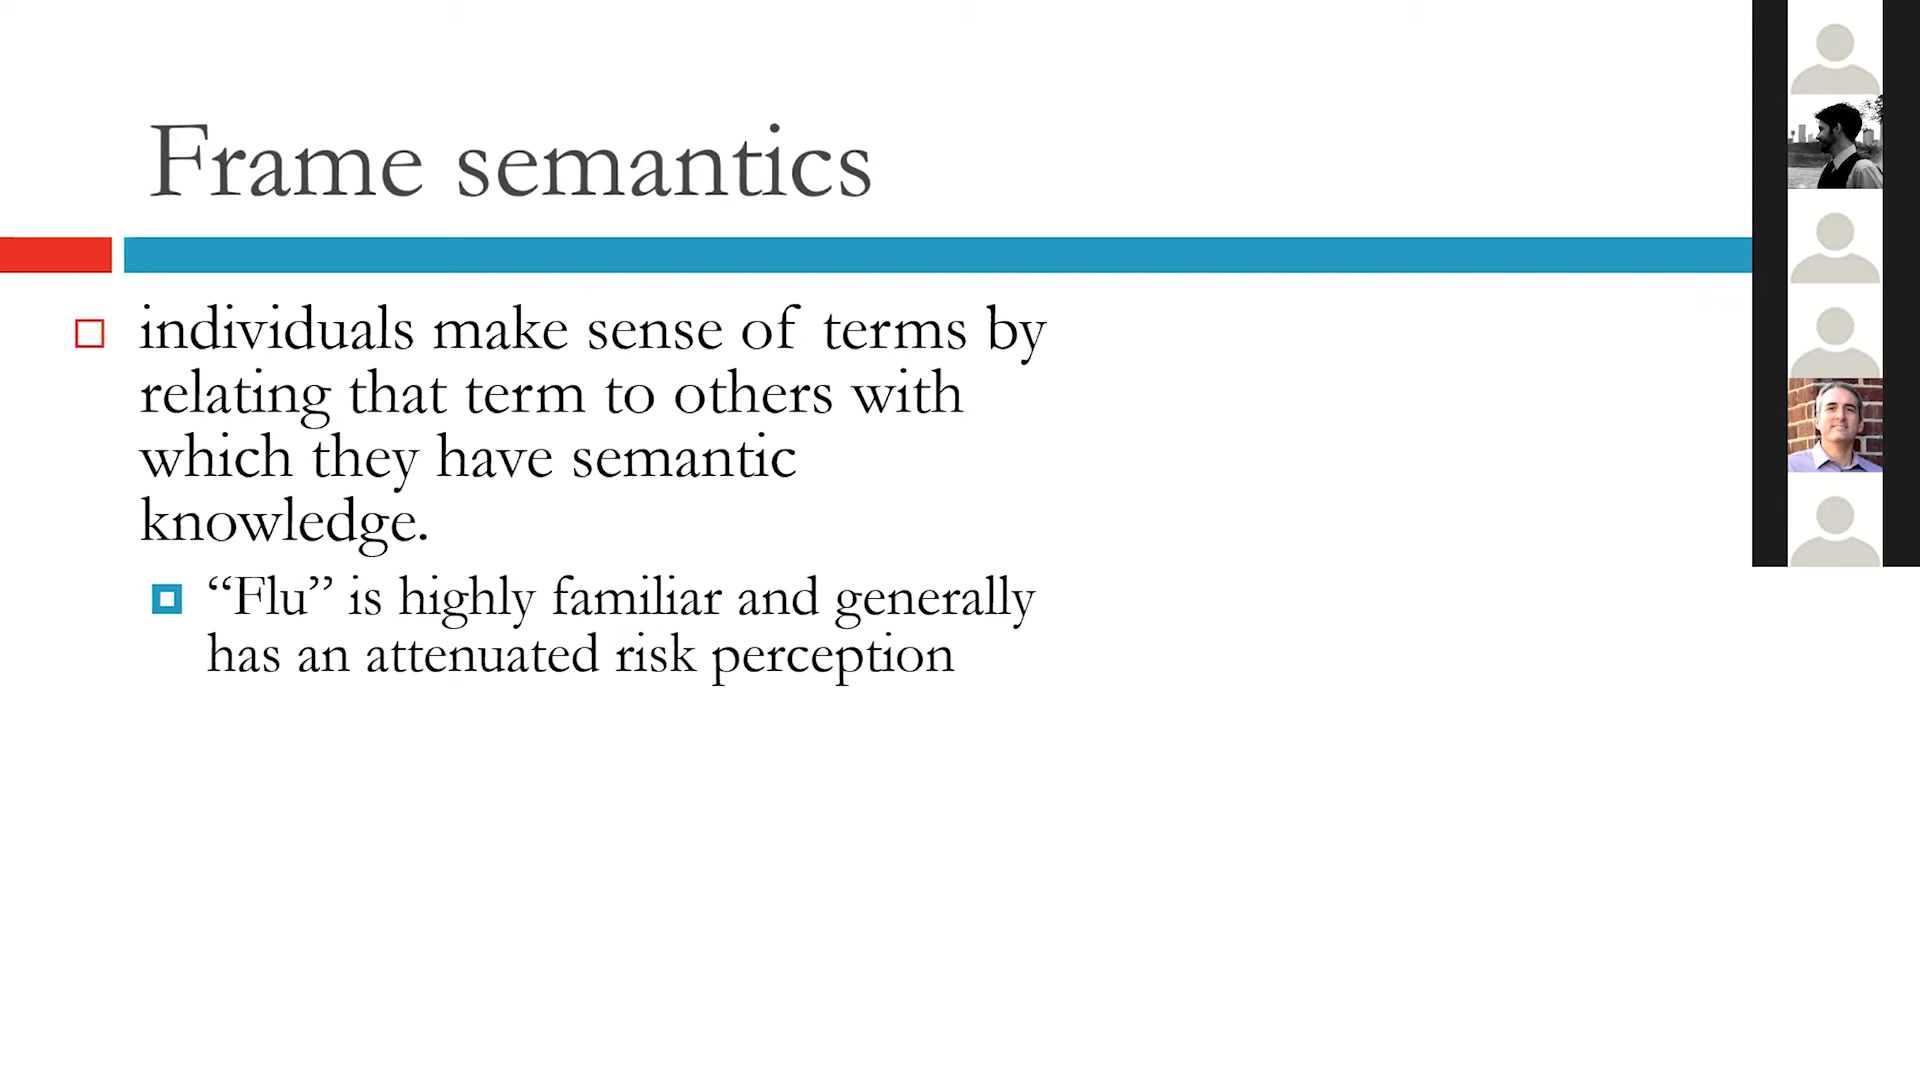 Frame semantics
individuals make sense of terms by
relating that term to others with
which they have semantic
knowledge.
“Flu” is highly familiar and generally
has an attenuated risk perception